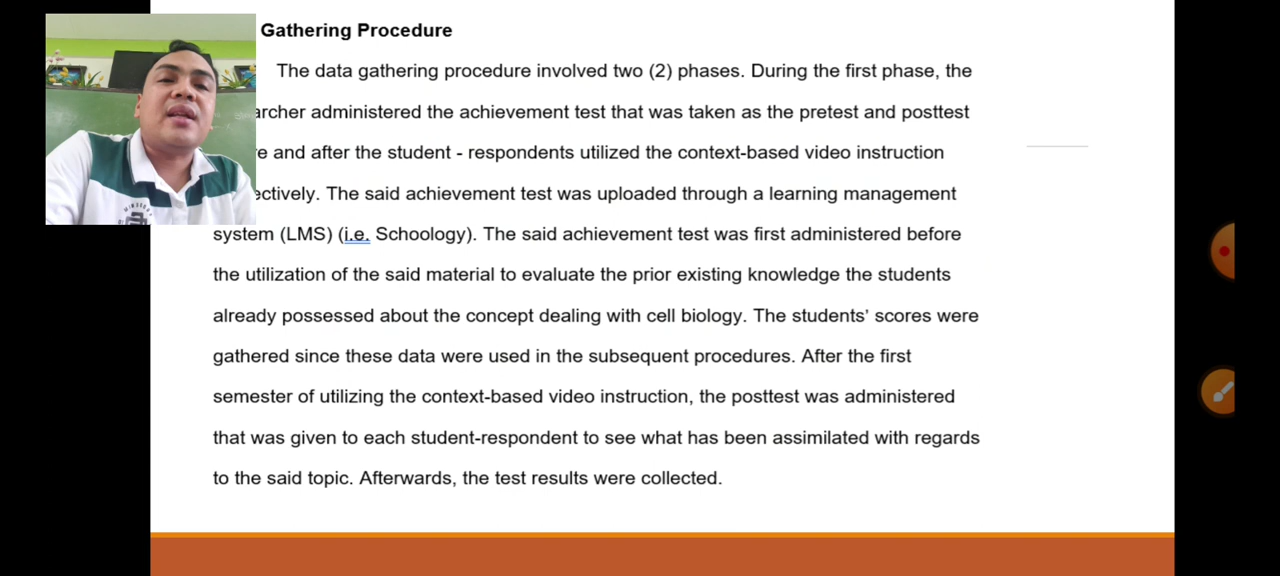 Gathering Procedure
The data gathering procedure involved two (2) phases. During the first phase, the
archer administered the achievement test that was taken as the pretest and posttest
e and after the student - respondents utilized the context-based video instruction
ectively. The said achievement test was uploaded through a learning management
system (LMS) (i.e. Schoology). The said achievement test was first administered before
the utilization of the said material to evaluate the prior existing knowledge the students
already possessed about the concept dealing with cell biology. The students’ scores were
gathered since these data were used in the subsequent procedures. After the first
semester of utilizing the context-based video instruction, the posttest was administered
that was given to each student-respondent to see what has been assimilated with regards
to the said topic. Afterwards, the test results were collected.